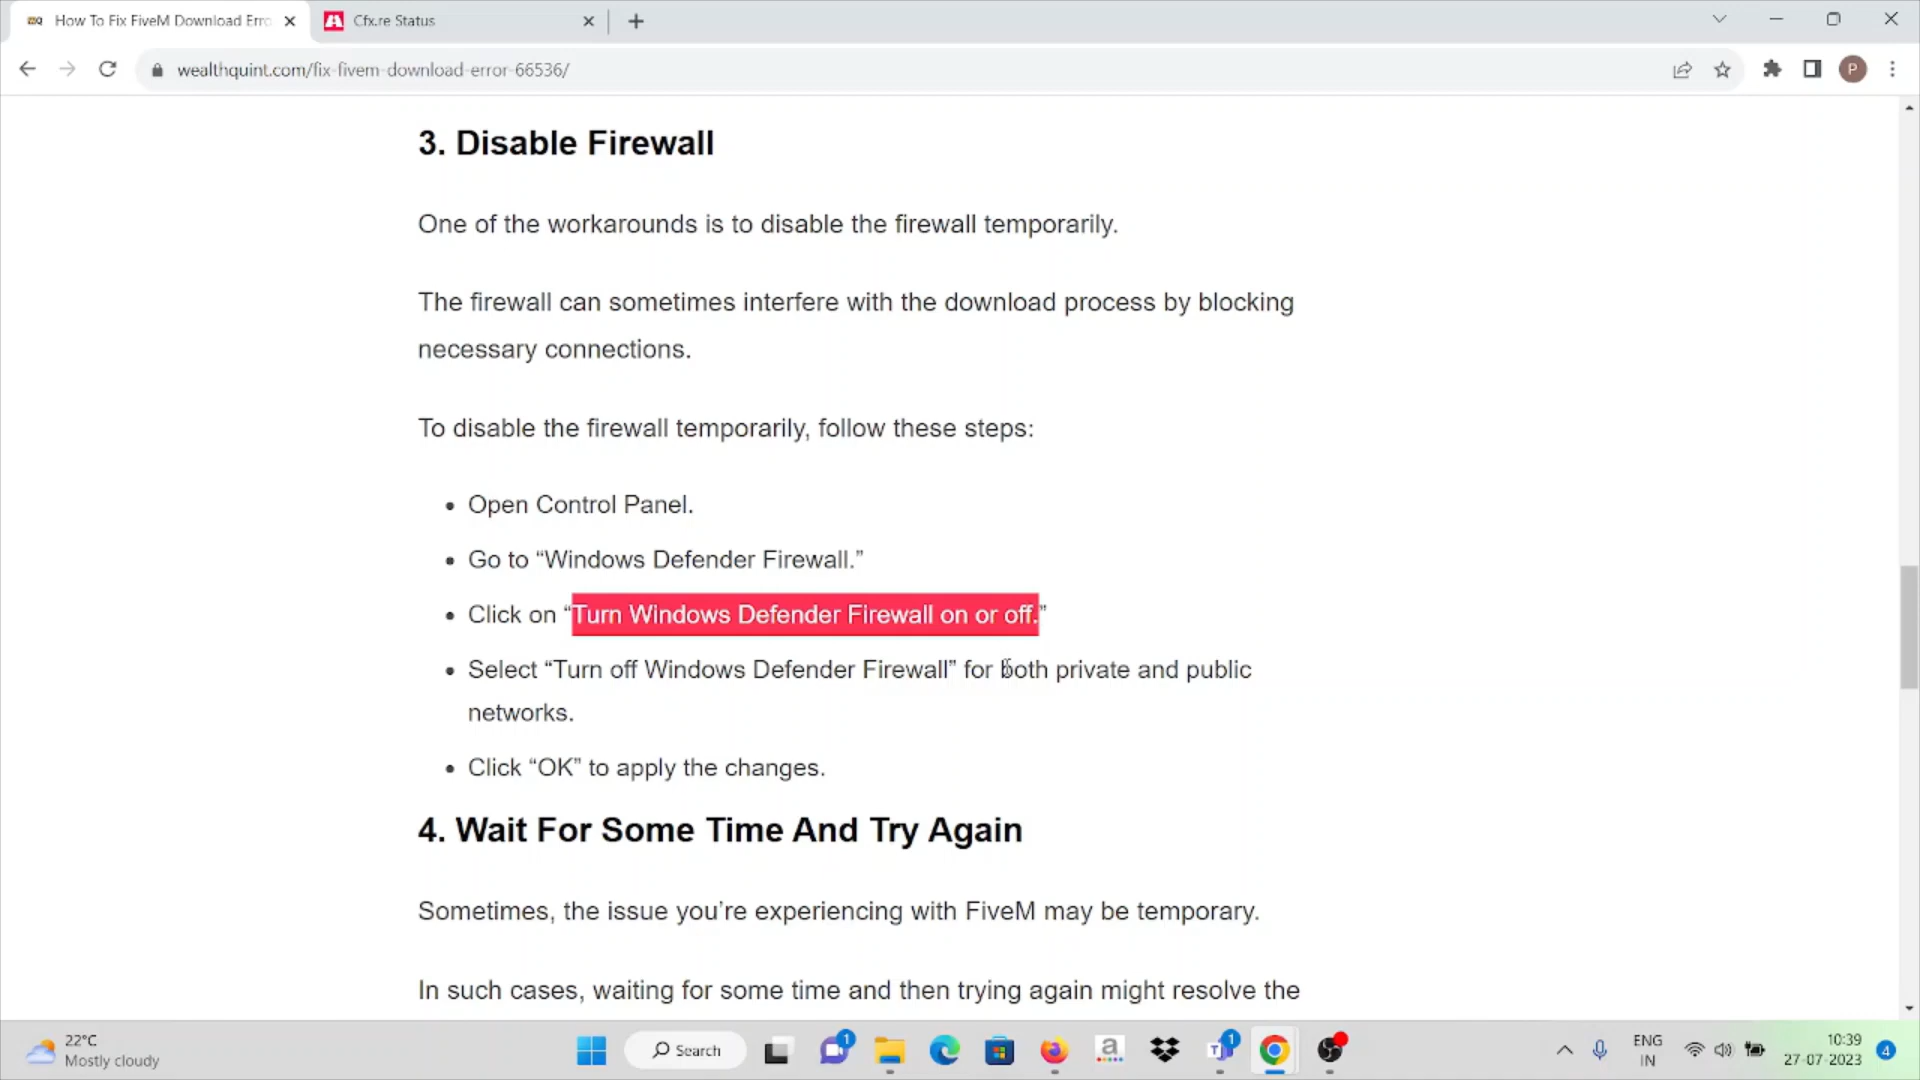 How To Fix FiveM Download Erro
Cfx.re Status
wealthquint.com/fix-fivem-download-error-66536/
P
3. Disable Firewall
One of the workarounds is to disable the firewall temporarily.
The firewall can sometimes interfere with the download process by blocking
necessary connections.
To disable the firewall temporarily, follow these steps:
• Open Control Panel.
• Go to “Windows Defender Firewall.”
• Click on “Turn Windows Defender Firewall on or off.”
• Select “Turn off Windows Defender Firewall” for both private and public
networks.
• Click “OK” to apply the changes.
4. Wait For Some Time And Try Again
Sometimes, the issue you’re experiencing with FiveM may be temporary.
In such cases, waiting for some time and then trying again might resolve the
22°C
Mostly cloudy
Search
1
a
1
ENG
IN
10:39
27-07-2023
4